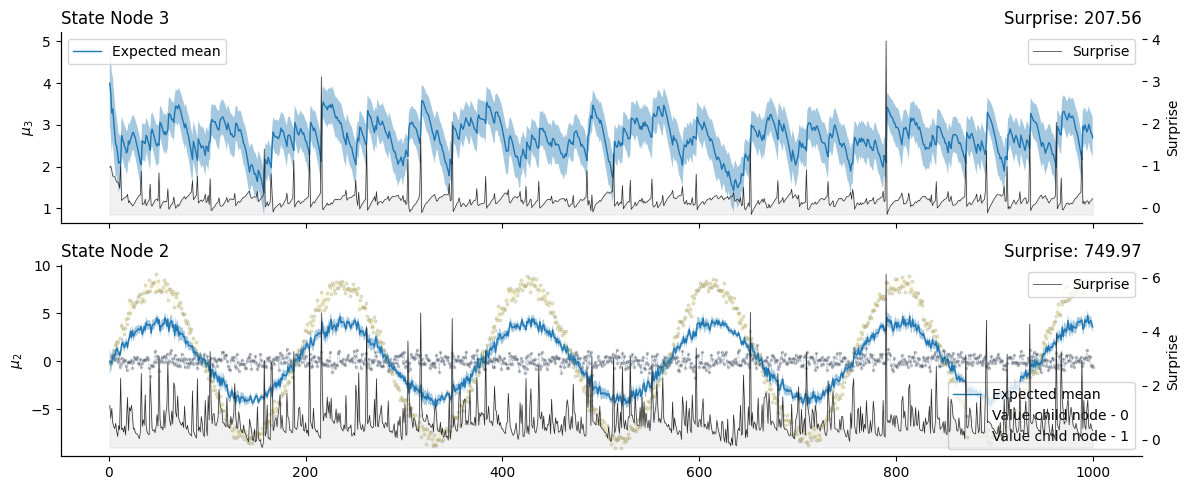 State Node 3
Surprise: 207.56
Expected mean
Surprise
μ3
5
4
3
2
1
4
3
2
1
0
Surprise
State Node 2
Surprise: 749.97
Surprise
μ2
10
5
0
−5
6
4
2
0
Surprise
Expected mean
Value child node - 0
Value child node - 1
0
200
400
600
800
1000